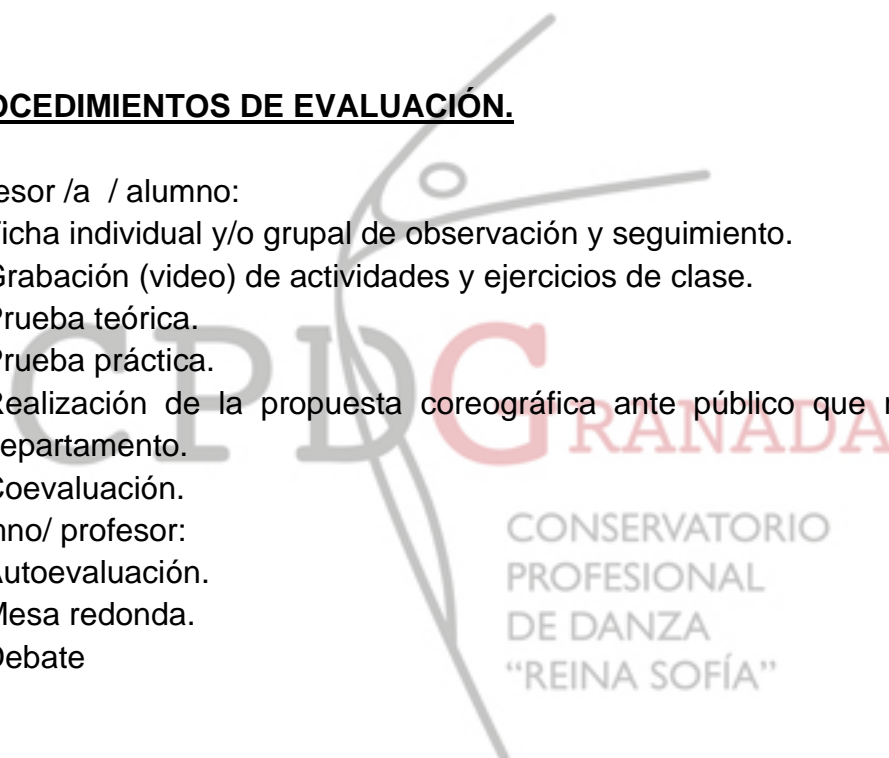 OCEDIMIENTOS DE EVALUACIÓN.
esor /a / alumno:
icha individual y/o grupal de observación y seguimiento.
Grabación (video) de actividades y ejercicios de clase.
Prueba teórica.
Prueba práctica.
Realización de la propuesta coreográfica ante público que
epartamento.
Coevaluación.
nno/ profesor:
Autoevaluación.
Mesa redonda.
Debate
CPDGRANADA
CONSERVATORIO
PROFESIONAL
DE DANZA
“REINA SOFÍA”